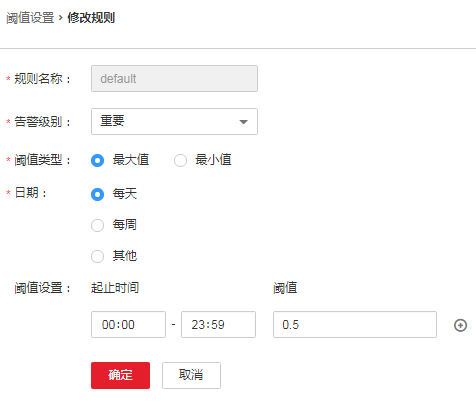 阈值设置 > 修改规则
* 规则名称： default
* 告警级别： 重要
* 阈值类型： 最大值 最小值
* 日期： 每天
每周
其他
阈值设置： 起止时间 阈值
00:00 - 23:59 0.5
确定 取消